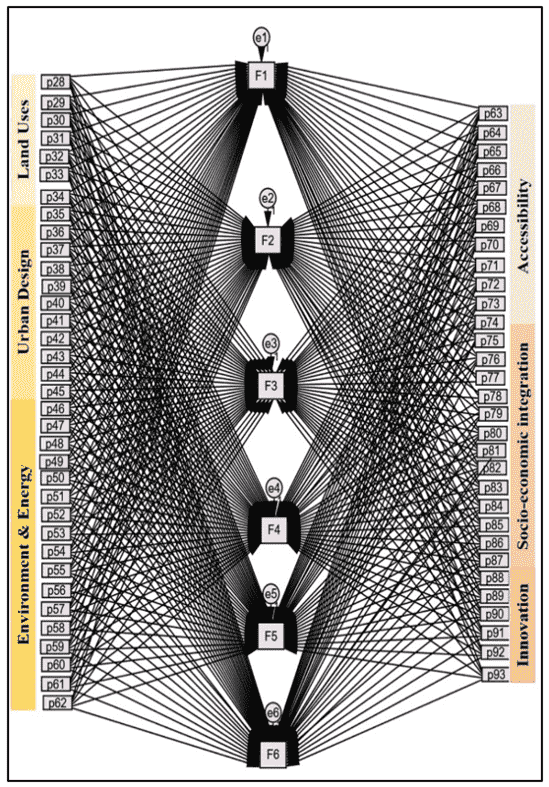 e1
F1
e2
F2
e3
F3
e4
F4
e5
F5
e6
F6
Land Uses
Urban Design
Environment & Energy
p28
p29
p30
p31
p32
p33
p34
p35
p36
p37
p38
p39
p40
p41
p42
p43
p44
p45
p46
p47
p48
p49
p50
p51
p52
p53
p54
p55
p56
p57
p58
p59
p60
p61
p62
p63
p64
p65
p66
p67
p68
p69
p70
p71
p72
p73
p74
p75
p76
p77
p78
p79
p80
p81
p82
p83
p84
p85
p86
p87
p88
p89
p90
p91
p92
p93
Accessibility
Socio-economic integration
Innovation